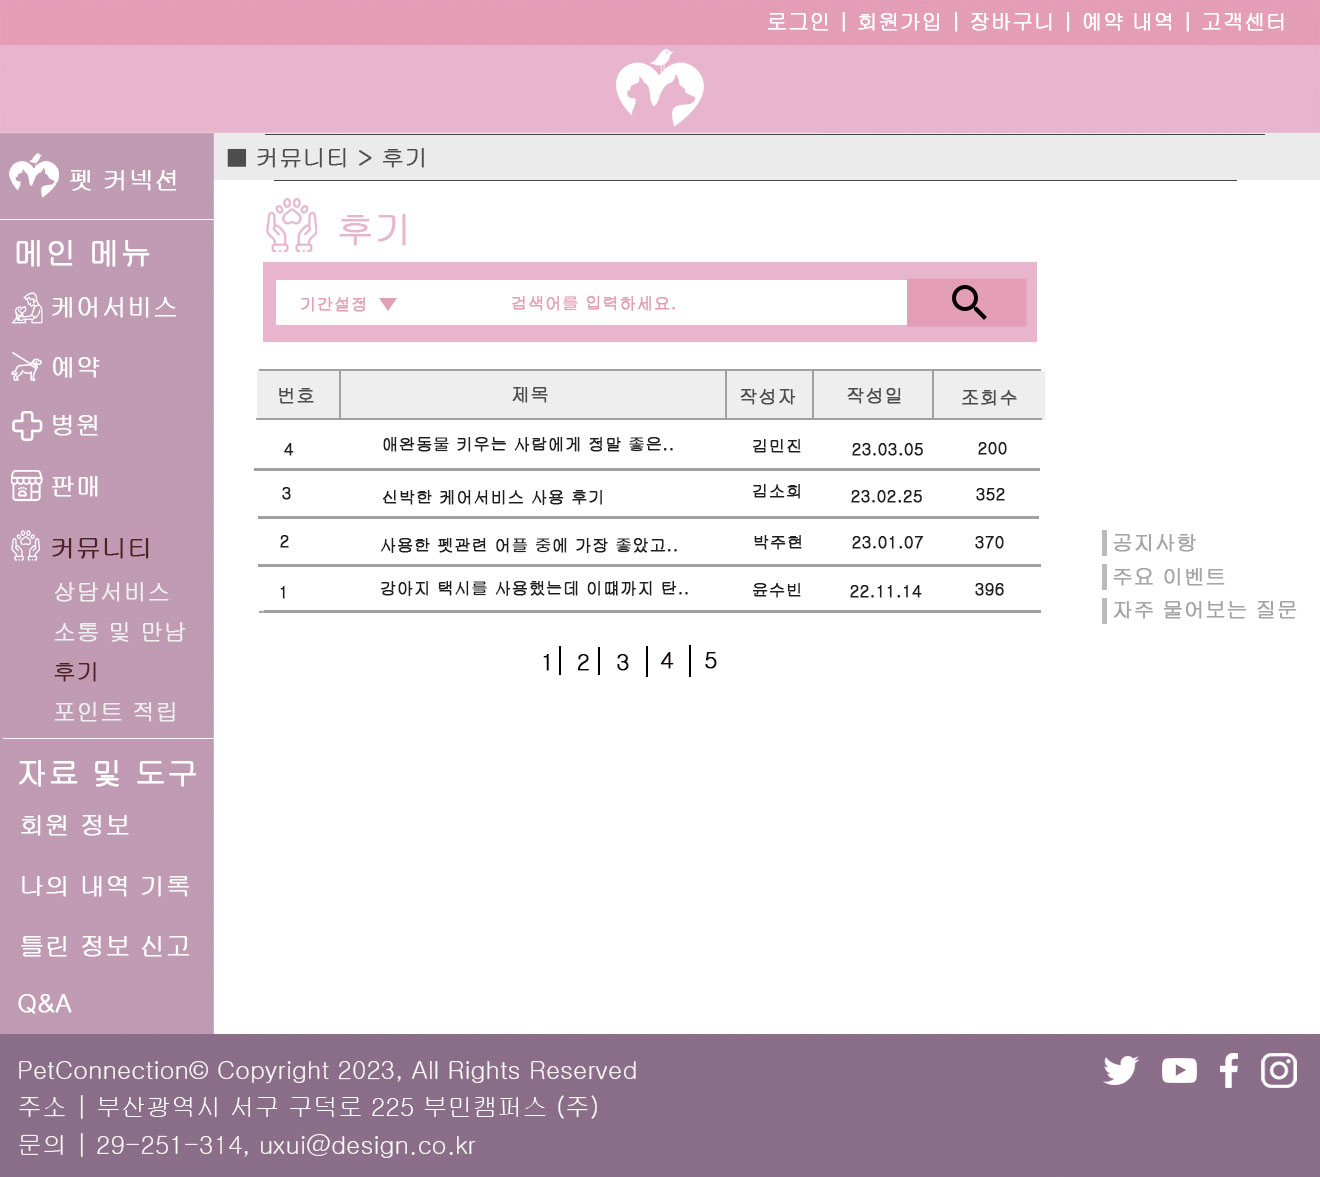 로그인 | 회원가입 | 장바구니 | 예약 내역 | 고객센터
펫 커넥션
메인 메뉴
케어서비스
예약
병원
판매
커뮤니티
상담서비스
소통 및 만남
후기
포인트 적립
자료 및 도구
회원 정보
나의 내역 기록
틀린 정보 신고
Q&A
■ 커뮤니티 > 후기
후기
기간설정 ▼ 검색어를 입력하세요.
번호 제목 작성자 작성일 조회수
4 애완동물 키우는 사람에게 정말 좋은.. 김민진 23.03.05 200
3 신박한 케어서비스 사용 후기 김소희 23.02.25 352
2 사용한 펫관련 어플 중에 가장 좋았고.. 박주현 23.01.07 370
1 강아지 택시를 사용했는데 이떄까지 탄.. 윤수빈 22.11.14 396
1 | 2 | 3 | 4 | 5
공지사항
주요 이벤트
자주 물어보는 질문
PetConnection© Copyright 2023, All Rights Reserved
주소 | 부산광역시 서구 구덕로 225 부민캠퍼스 (주)
문의 | 29-251-314, uxui@design.co.kr